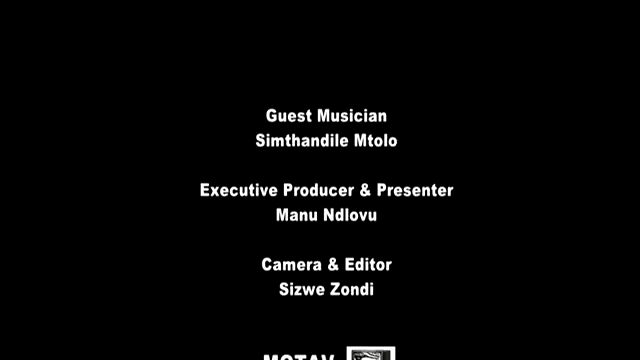 Guest Musician
Simthandile Mtolo
Executive Producer & Presenter
Manu Ndlovu
Camera & Editor
Sizwe Zondi